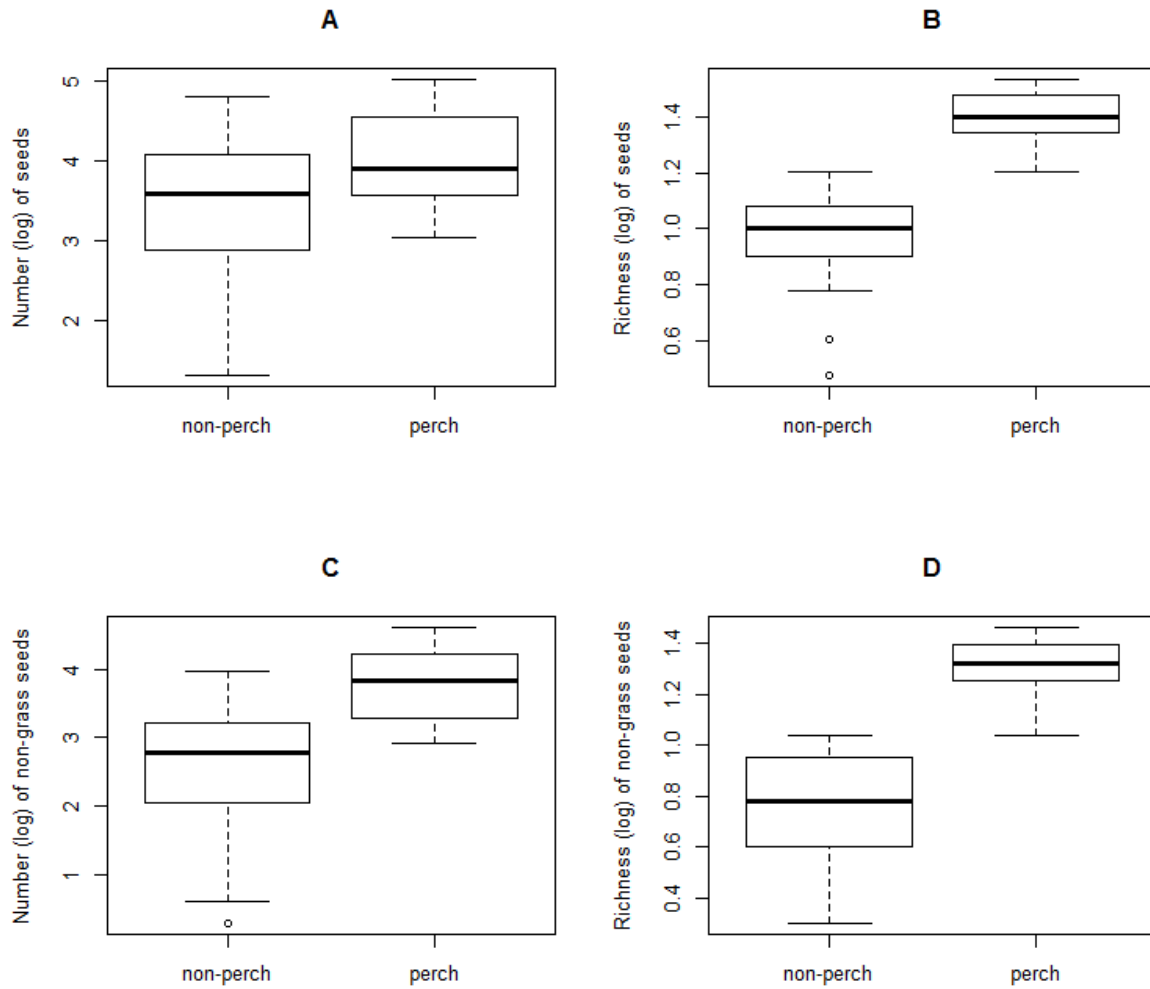 A
Number (log) of seeds
5
4
3
2
non-perch perch
B
Richness (log) of seeds
1.4
1.2
1.0
0.8
0.6
non-perch perch
C
Number (log) of non-grass seeds
4
3
2
1
non-perch perch
D
Richness (log) of non-grass seeds
1.4
1.2
1.0
0.8
0.6
0.4
non-perch perch